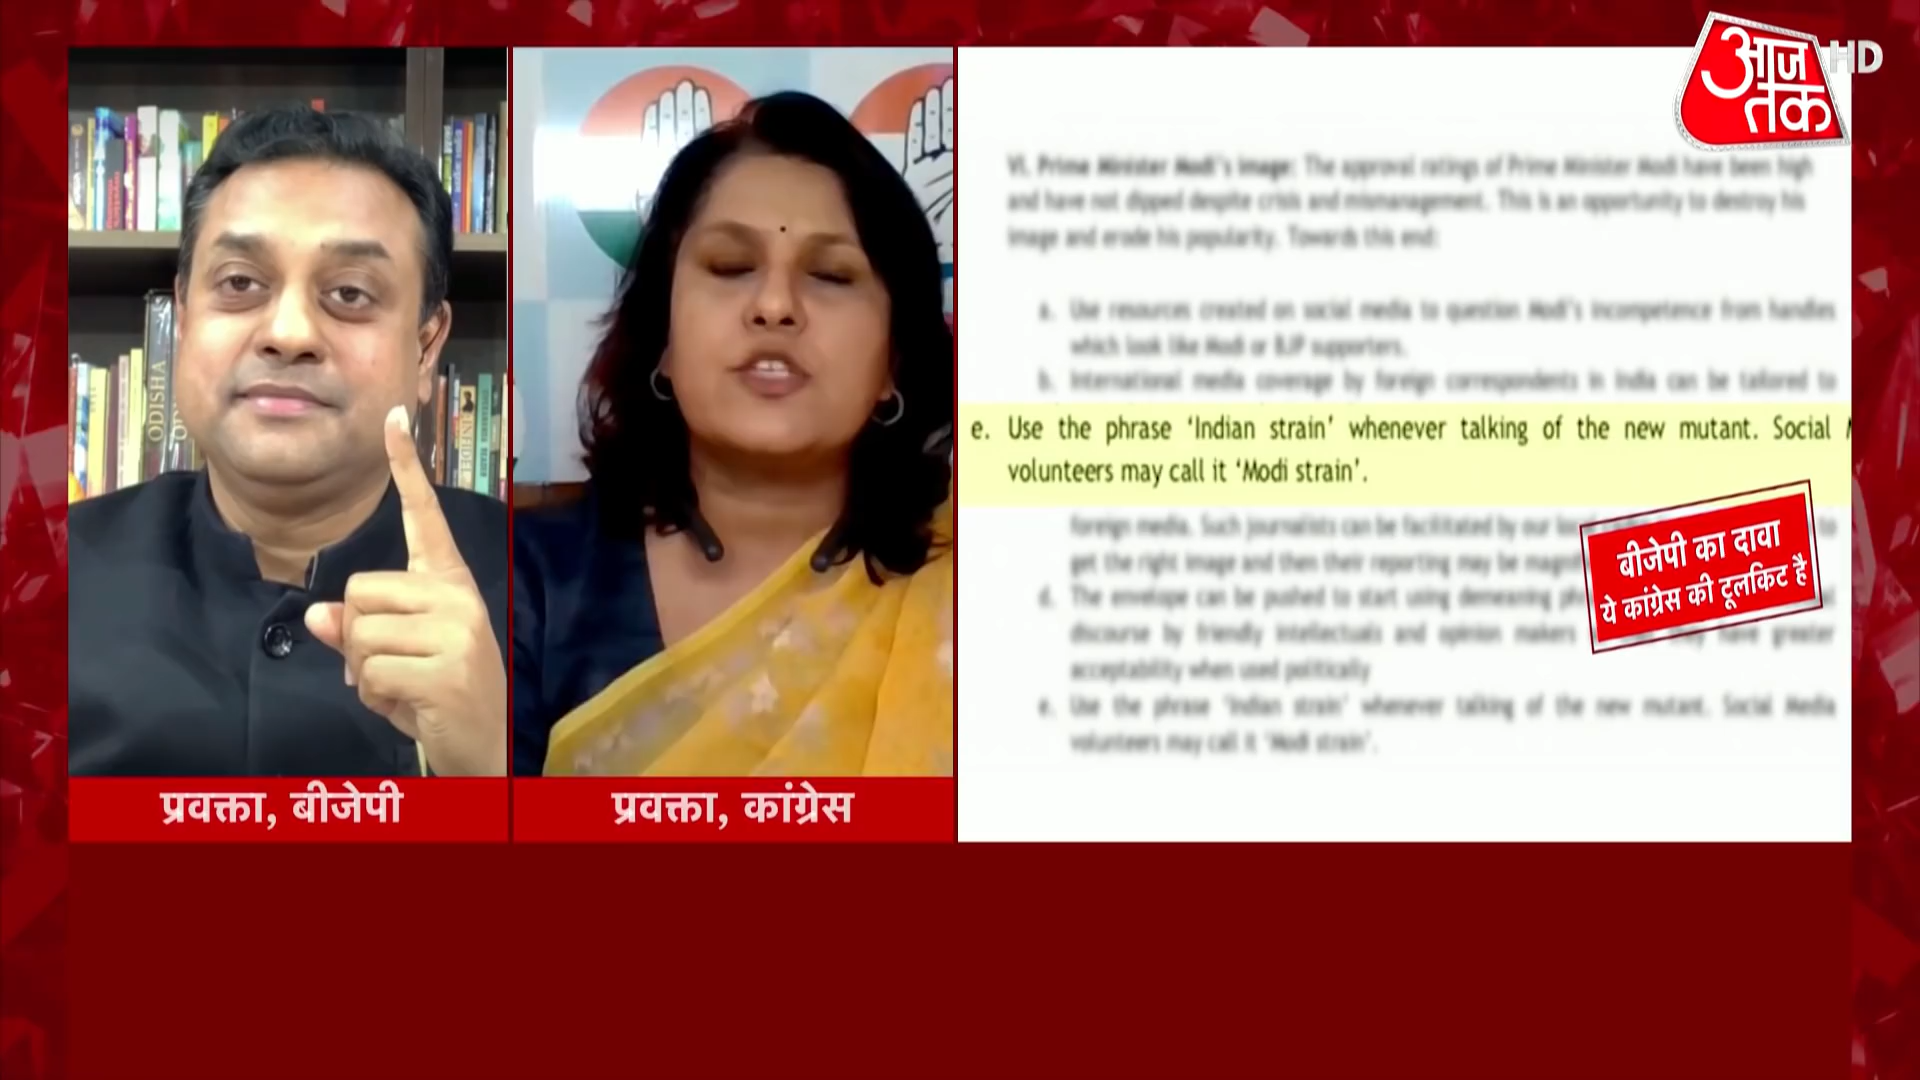 आज
तक
HD
VI. Prime Minister Modi's image: The approval ratings of Prime Minister Modi have been high
and have not dipped despite crisis and mismanagement. This is an opportunity to destroy his
image and erode his popularity. Towards this end:
a. Use resources created on social media to question Modi's incompetence from handles
which look like Modi or BJP supporters.
b. International media coverage by foreign correspondents in India can be tailored to
e. Use the phrase 'Indian strain' whenever talking of the new mutant. Social
volunteers may call it 'Modi strain'.
foreign media. Such journalists can be facilitated by our to
get the right image and then their reporting may be
d. The envelope can be pushed to start using demeaning
discourse by friendly intellectuals and opinion makers they have greater
acceptability when used politically
e. Use the phrase 'Indian strain' whenever talking of the new mutant. Social Media
volunteers may call it 'Modi strain'.
बीजेपी का दावा
ये कांग्रेस की टूलकिट है
ODISHA
प्रवक्ता, बीजेपी
प्रवक्ता, कांग्रेस